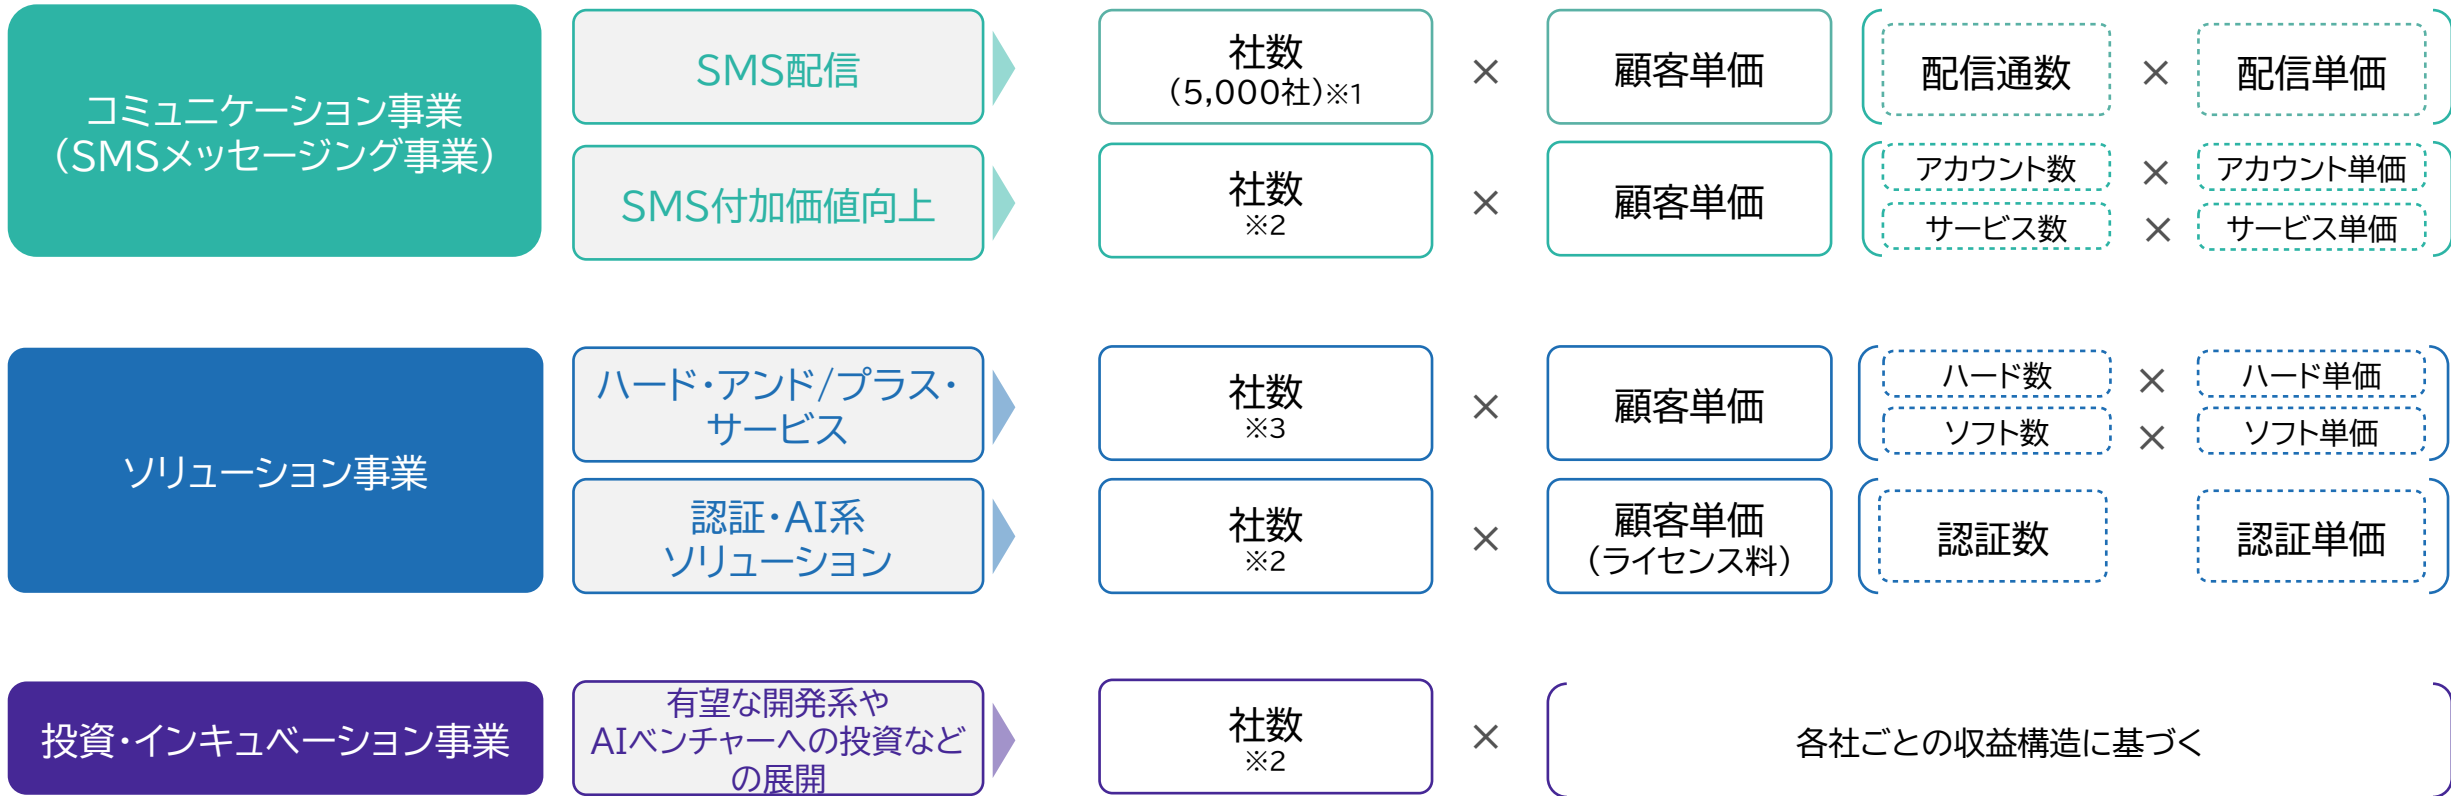 コミュニケーション事業
（SMSメッセージング事業）
SMS配信
社数
（5,000社）※1
×
顧客単価
配信通数
×
配信単価
SMS付加価値向上
社数
※2
×
顧客単価
アカウント数
×
アカウント単価
サービス数
×
サービス単価
ソリューション事業
ハード・アンド/プラス・
サービス
社数
※3
×
顧客単価
ハード数
×
ハード単価
ソフト数
×
ソフト単価
認証・AI系
ソリューション
社数
※2
×
顧客単価
（ライセンス料）
認証数
認証単価
投資・インキュベーション事業
有望な開発系や
AIベンチャーへの投資など
の展開
社数
※2
×
各社ごとの収益構造に基づく